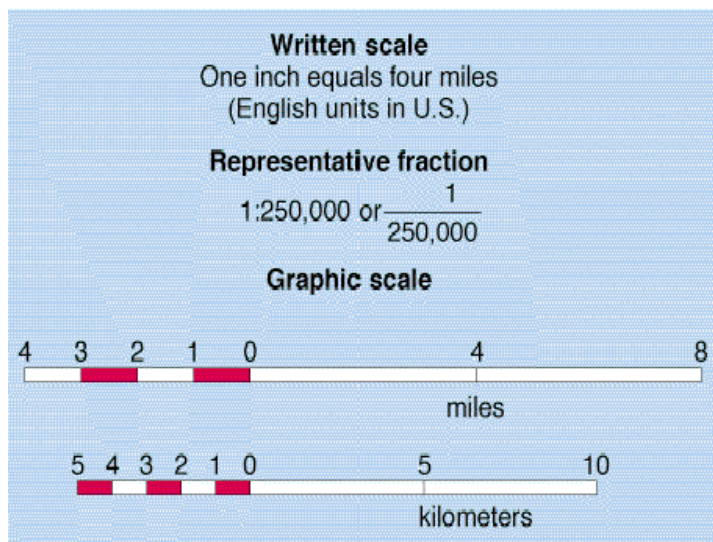 Written scale
One inch equals four miles
(English units in U.S.)
Representative fraction
1:250,000 or 1
250,000
Graphic scale
4 3 2 1 0 4 8
miles
5 4 3 2 1 0 5 10
kilometers